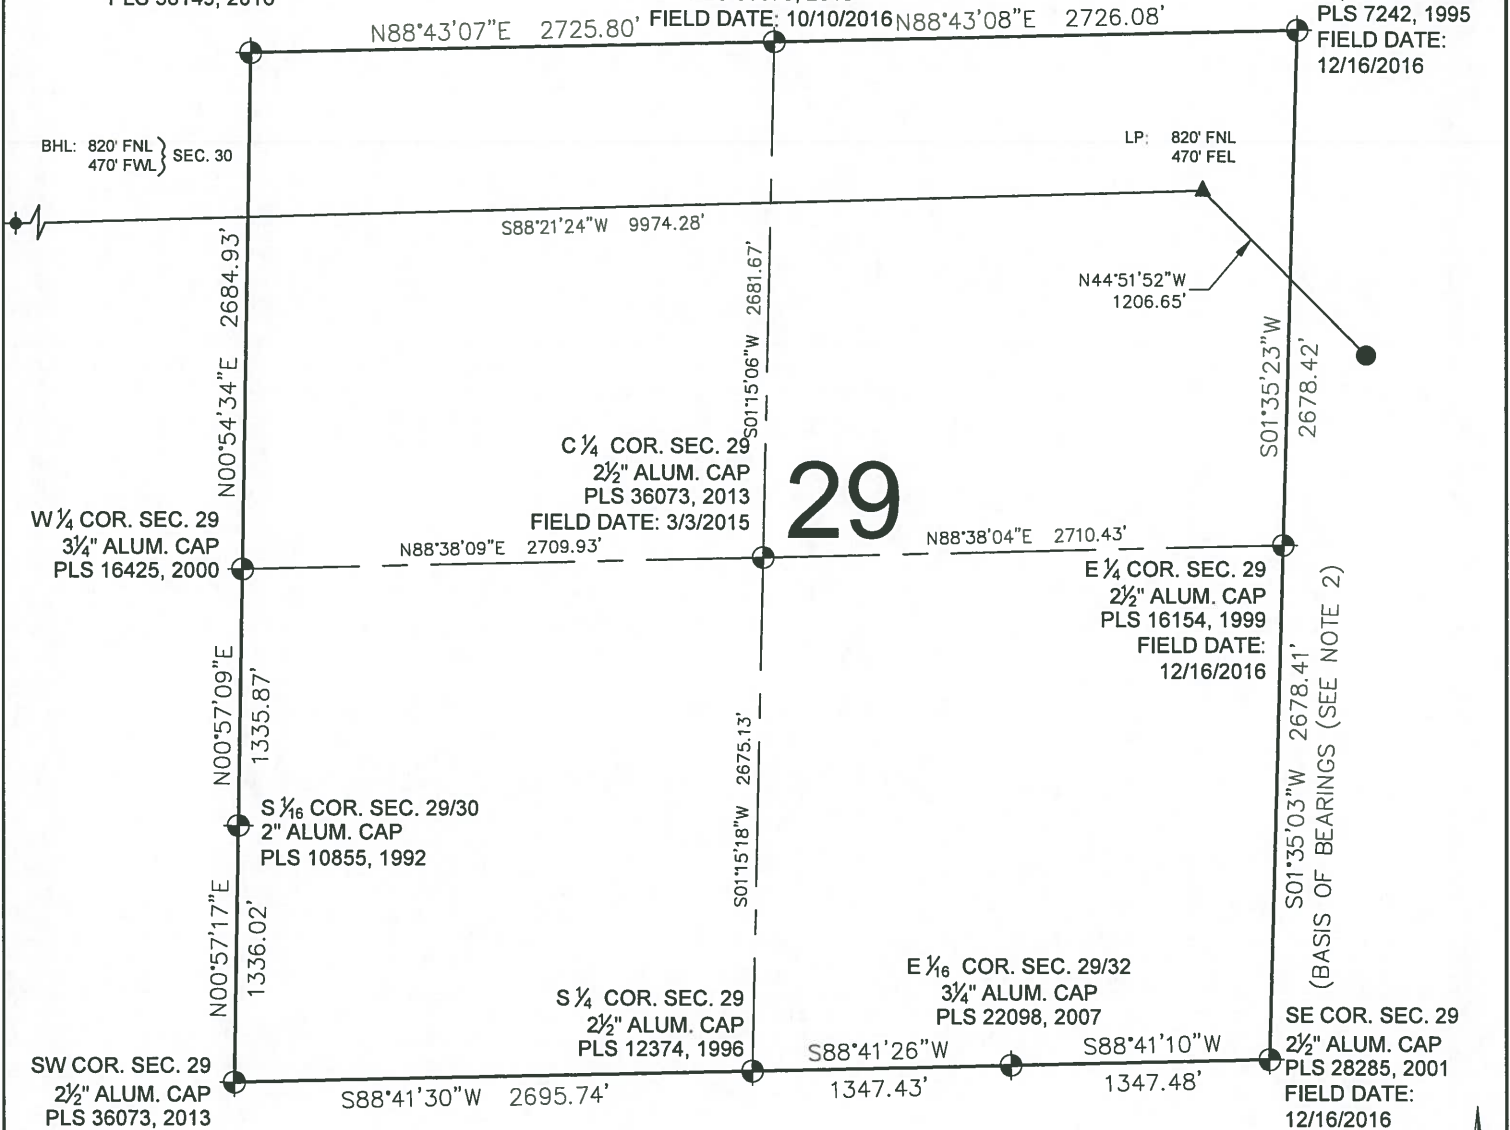 N88°43'07"E 2725.80'
FIELD DATE: 10/10/2016
N88°43'08"E 2726.08'
PLS 7242, 1995
FIELD DATE:
12/16/2016
BHL: 820' FNL
470' FWL
SEC. 30
LP: 820' FNL
470' FEL
S88°21'24"W 9974.28'
N44°51'52"W
1206.65'
N00°54'34"E 2684.93'
S01°15'06"W 2681.67'
S01°35'23"W
2678.42'
C 1/4 COR. SEC. 29
2½" ALUM. CAP
PLS 36073, 2013
FIELD DATE: 3/3/2015
29
W 1/4 COR. SEC. 29
3¼" ALUM. CAP
PLS 16425, 2000
N88°38'09"E 2709.93'
N88°38'04"E 2710.43'
E 1/4 COR. SEC. 29
2½" ALUM. CAP
PLS 16154, 1999
FIELD DATE:
12/16/2016
N00°57'09"E
1335.87'
S01°15'18"W 2675.13'
S01°35'03"W 2678.41'
(BASIS OF BEARINGS (SEE NOTE 2)
S 1/16 COR. SEC. 29/30
2" ALUM. CAP
PLS 10855, 1992
N00°57'17"E
1336.02'
E 1/16 COR. SEC. 29/32
3¼" ALUM. CAP
PLS 22098, 2007
S 1/4 COR. SEC. 29
2½" ALUM. CAP
PLS 12374, 1996
SE COR. SEC. 29
2½" ALUM. CAP
PLS 28285, 2001
FIELD DATE:
12/16/2016
SW COR. SEC. 29
2½" ALUM. CAP
PLS 36073, 2013
S88°41'30"W 2695.74'
S88°41'26"W
1347.43'
S88°41'10"W
1347.48'